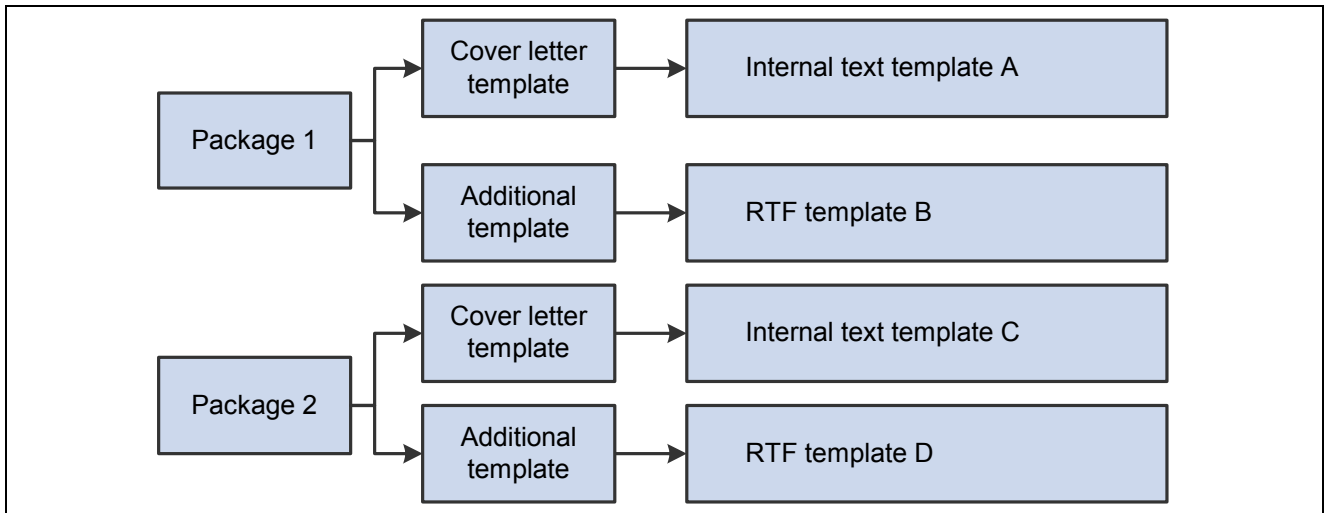 Package 1
Cover letter
template
Internal text template A
Additional
template
RTF template B
Package 2
Cover letter
template
Internal text template C
Additional
template
RTF template D